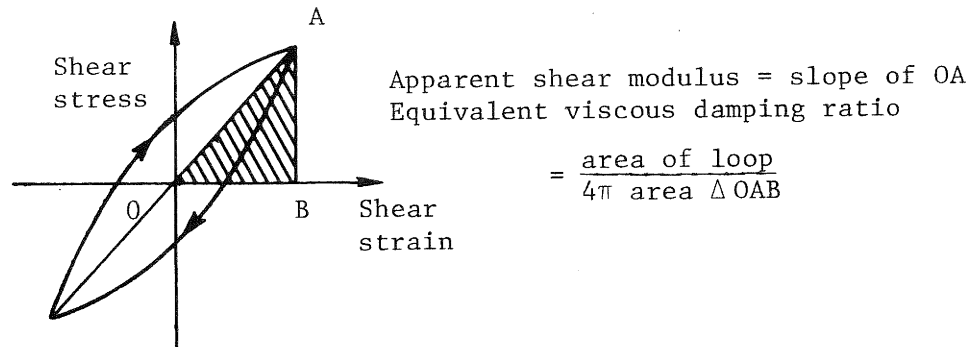 A
Shear
stress
O
B
Shear
strain
Apparent shear modulus = slope of OA
Equivalent viscous damping ratio
= area of loop
4π area Δ OAB